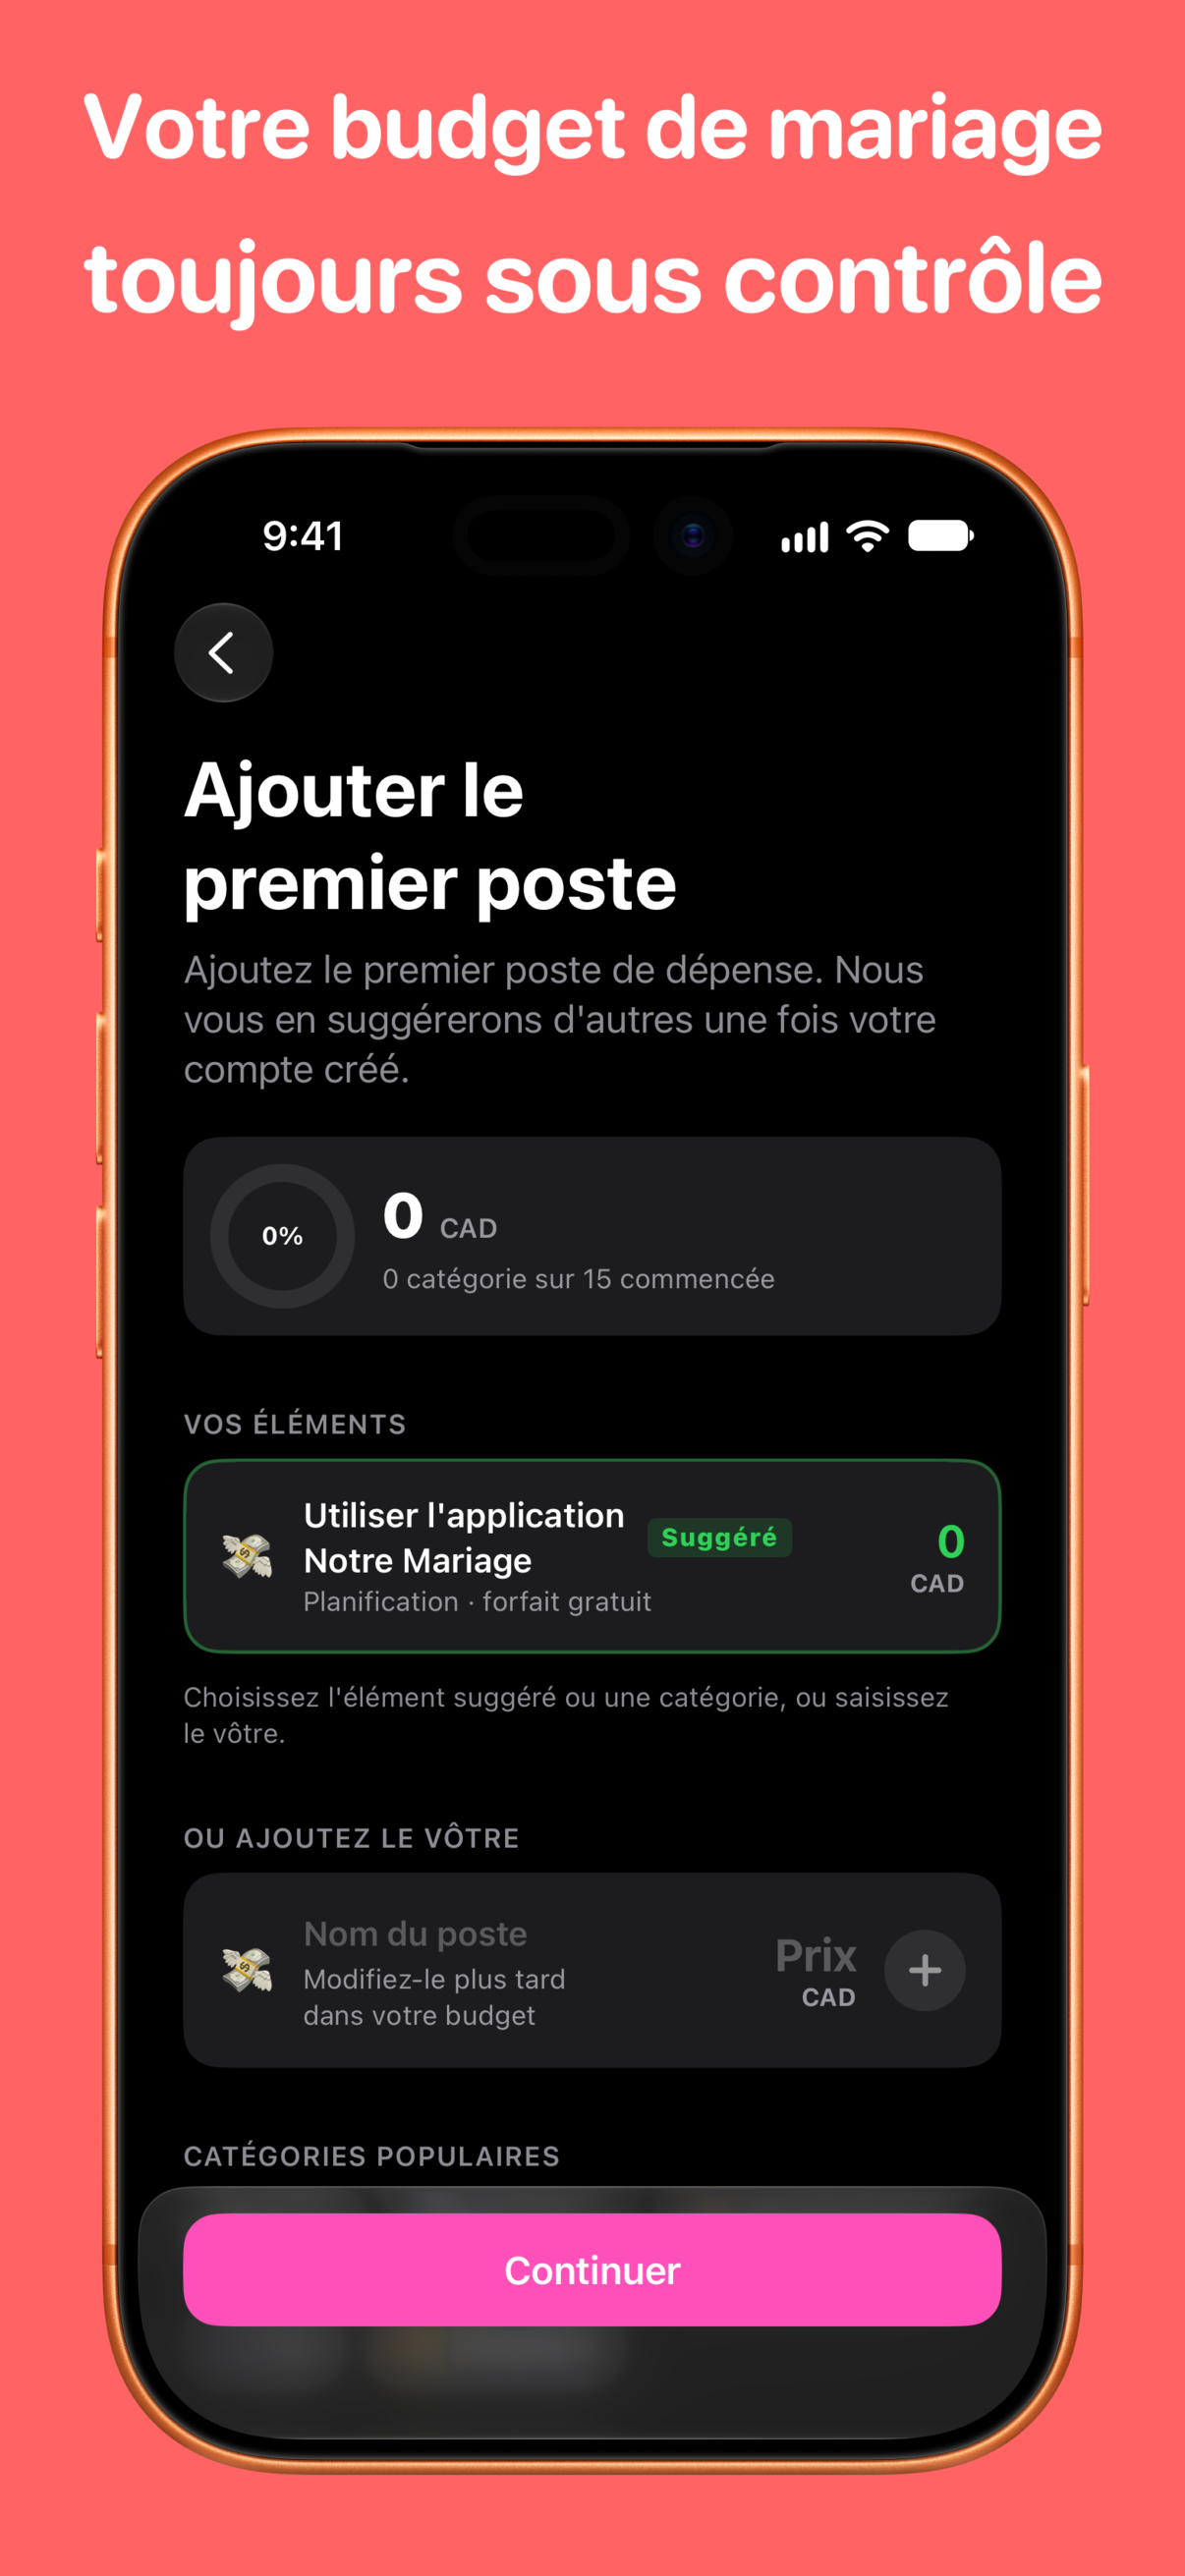 Votre budget de mariage
toujours sous contrôle
9:41
Ajouter le
premier poste
Ajoutez le premier poste de dépense. Nous
vous en suggérerons d'autres une fois votre
compte créé.
0%
0 CAD
0 catégorie sur 15 commencée
VOS ÉLÉMENTS
Utiliser l'application
Notre Mariage
Suggéré
Planification · forfait gratuit
0
CAD
Choisissez l'élément suggéré ou une catégorie, ou saisissez
le vôtre.
OU AJOUTEZ LE VÔTRE
Nom du poste
Modifiez-le plus tard
dans votre budget
Prix
CAD
CATÉGORIES POPULAIRES
Continuer